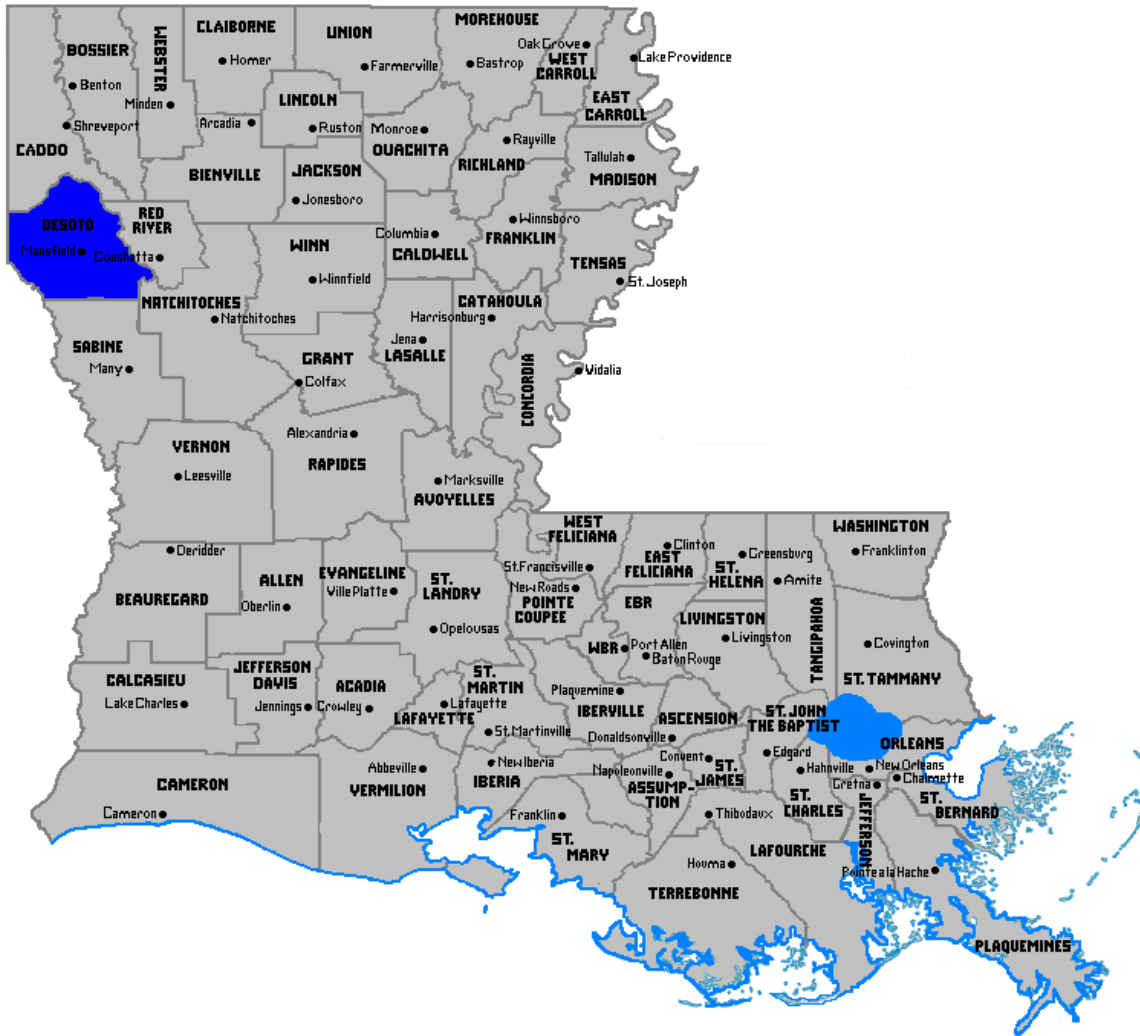 CLAIBORNE
UNION
MOREHOUSE
WEBSTER
BOSSIER
Oak Grove
WEST
CARROLL
Lake Providence
Homer
Farmerville
Bastrop
Benton
EAST
CARROLL
LINCOLN
Minden
Shreveport
Arcadia
Ruston
Monroe
OUACHITA
Rayville
RICHLAND
CADDO
Tallulah
MADISON
BIENVILLE
JACKSON
Jonesboro
RED
RIVER
DESOTO
Mansfield
Coushatta
WINN
Winnfield
Columbia
CALDWELL
Winnsboro
FRANKLIN
TENSAS
St. Joseph
NATCHITOCHES
Natchitoches
CATAHOULA
Harrisonburg
SABINE
Many
GRANT
Colfax
Jena
LASALLE
CONCORDIA
Vidalia
VERNON
Leesville
Alexandria
RAPIDES
Marksville
AVOYELLES
WEST
FELICIANA
WASHINGTON
Franklinton
Deridder
BEAUREGARD
ALLEN
Oberlin
EVANGELINE
Ville Platte
ST.
LANDRY
Opelousas
St. Francisville
New Roads
POINTE
COUPEE
Clinton
EAST
FELICIANA
Greensburg
ST.
HELENA
Amite
TANGIPAHOA
EBR
LIVINGSTON
Livingston
WBR
Port Allen
Baton Rouge
Covington
ST. TAMMANY
CALCASIEU
Lake Charles
JEFFERSON
DAVIS
Jennings
ACADIA
Crowley
LAFAYETTE
Lafayette
ST.
MARTIN
St. Martinville
Plaquemine
IBERVILLE
ASCENSION
Donaldsonville
ST. JOHN
THE BAPTIST
Edgard
ORLEANS
New Orleans
Chalmette
CAMERON
Cameron
Abbeville
VERMILION
New Iberia
IBERIA
Napoleonville
ASSUMP-
TION
Convent
ST.
JAMES
Hahnville
ST.
CHARLES
Gretna
JEFFERSON
ST.
BERNARD
Franklin
ST.
MARY
Thibodaux
LAFOURCHE
Houma
TERREBONNE
Pointe a la Hache
PLAQUEMINES